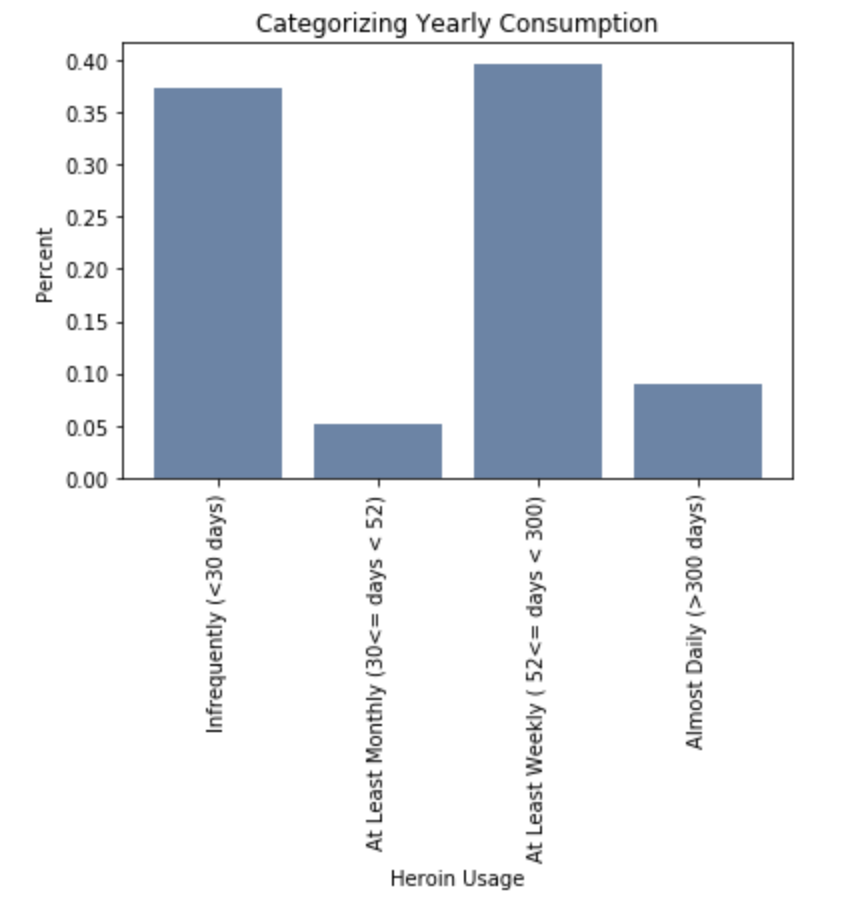 Categorizing Yearly Consumption
0.40
0.35
0.30
0.25
0.20
0.15
0.10
0.05
0.00
Percent
Infrequently (<30 days)
At Least Monthly (30<= days < 52)
At Least Weekly ( 52<= days < 300)
Almost Daily (>300 days)
Heroin Usage